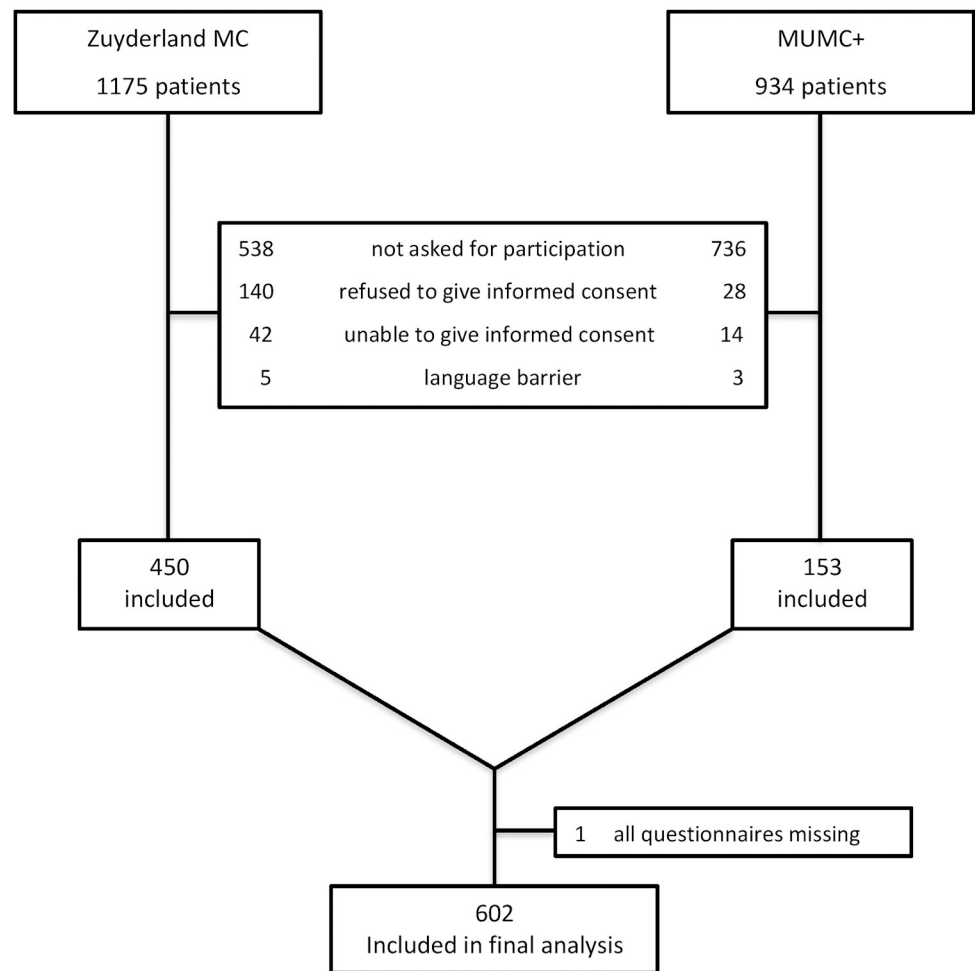 Zuyderland MC
1175 patients
MUMC+
934 patients
538 not asked for participation 736
140 refused to give informed consent 28
42 unable to give informed consent 14
5 language barrier 3
450
included
153
included
1 all questionnaires missing
602
Included in final analysis